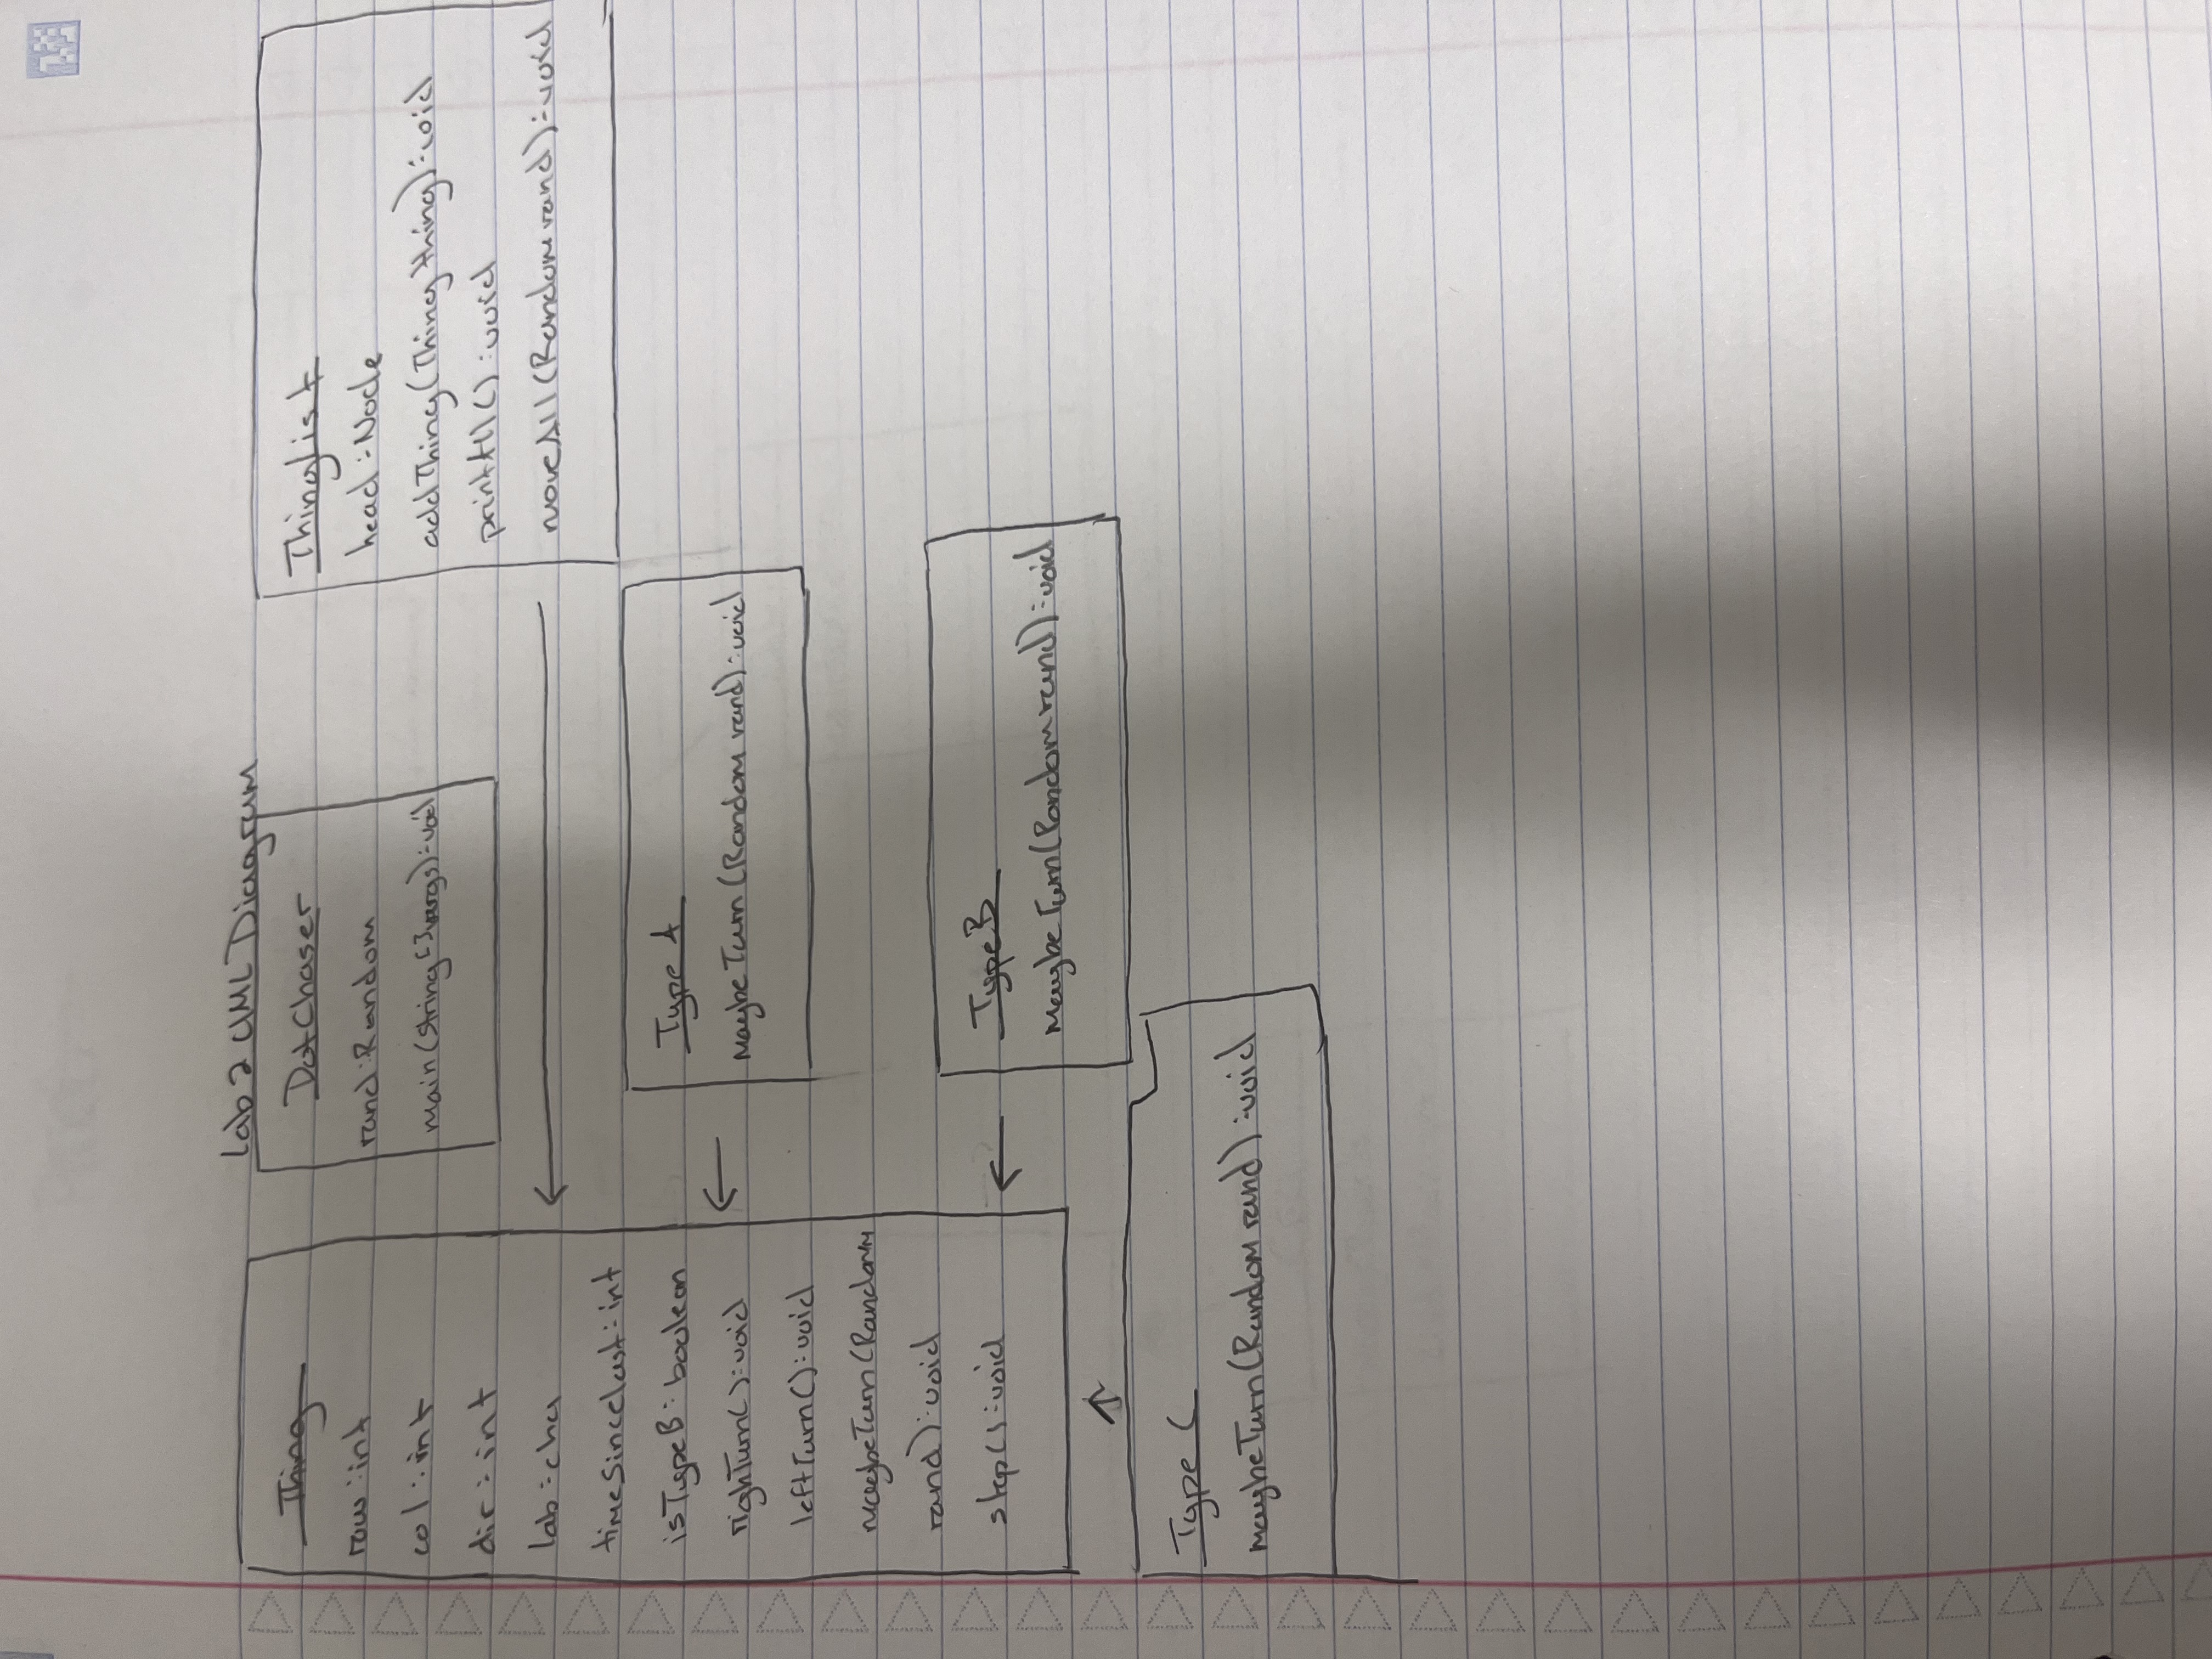 Lab 2 UML Diagram
Thing
row : int
col : int
dir : int
lab : cha
timeSinceLast : int
isTypeB : boolean
righTurn() : void
leftTurn() : void
maybeTurn(Random
rand) : void
step() : void
DotChaser
rand : Random
main(String[] args) : void
ThingList
head : Node
addThing(Thing thing) : void
printAll() : void
moveAll(Random rand) : void
Type A
maybeTurn(Random rand) : void
TypeB
maybeTurn(Random rand) : void
Type C
maybeTurn(Random rand) : void